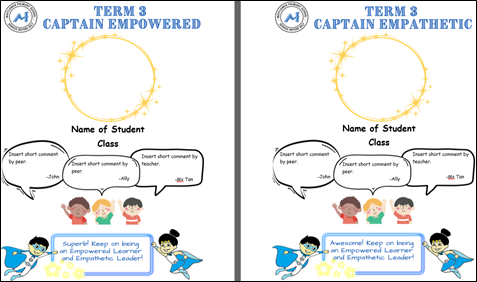 TERM 3
CAPTAIN EMPOWERED
Name of Student
Class
Insert short comment
by peer.
-John
Insert short comment by
peer.
-Ally
Insert short comment by
teacher.
-Ms Tan
Superb! Keep on being
an Empowered Learner
and Empathetic Leader!
TERM 3
CAPTAIN EMPATHETIC
Name of Student
Class
Insert short comment
by peer.
-John
Insert short comment by
peer.
-Ally
Insert short comment by
teacher.
Tan
Awesome! Keep on being
an Empowered Learner
and Empathetic Leader!